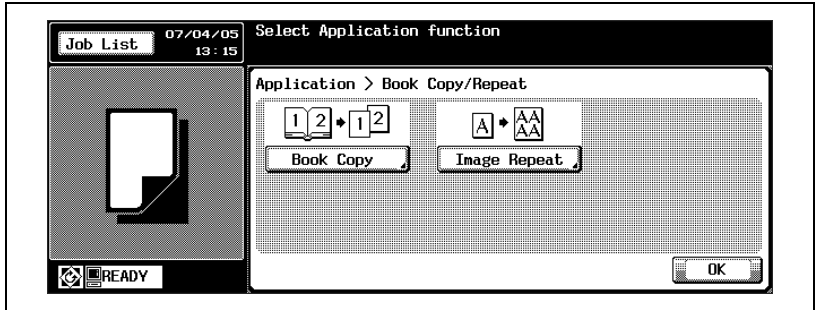 Job List
07/04/05
13:15
Select Application function
Application > Book Copy/Repeat
1 2 1 2
A AA
AA
Book Copy
Image Repeat
OK
READY